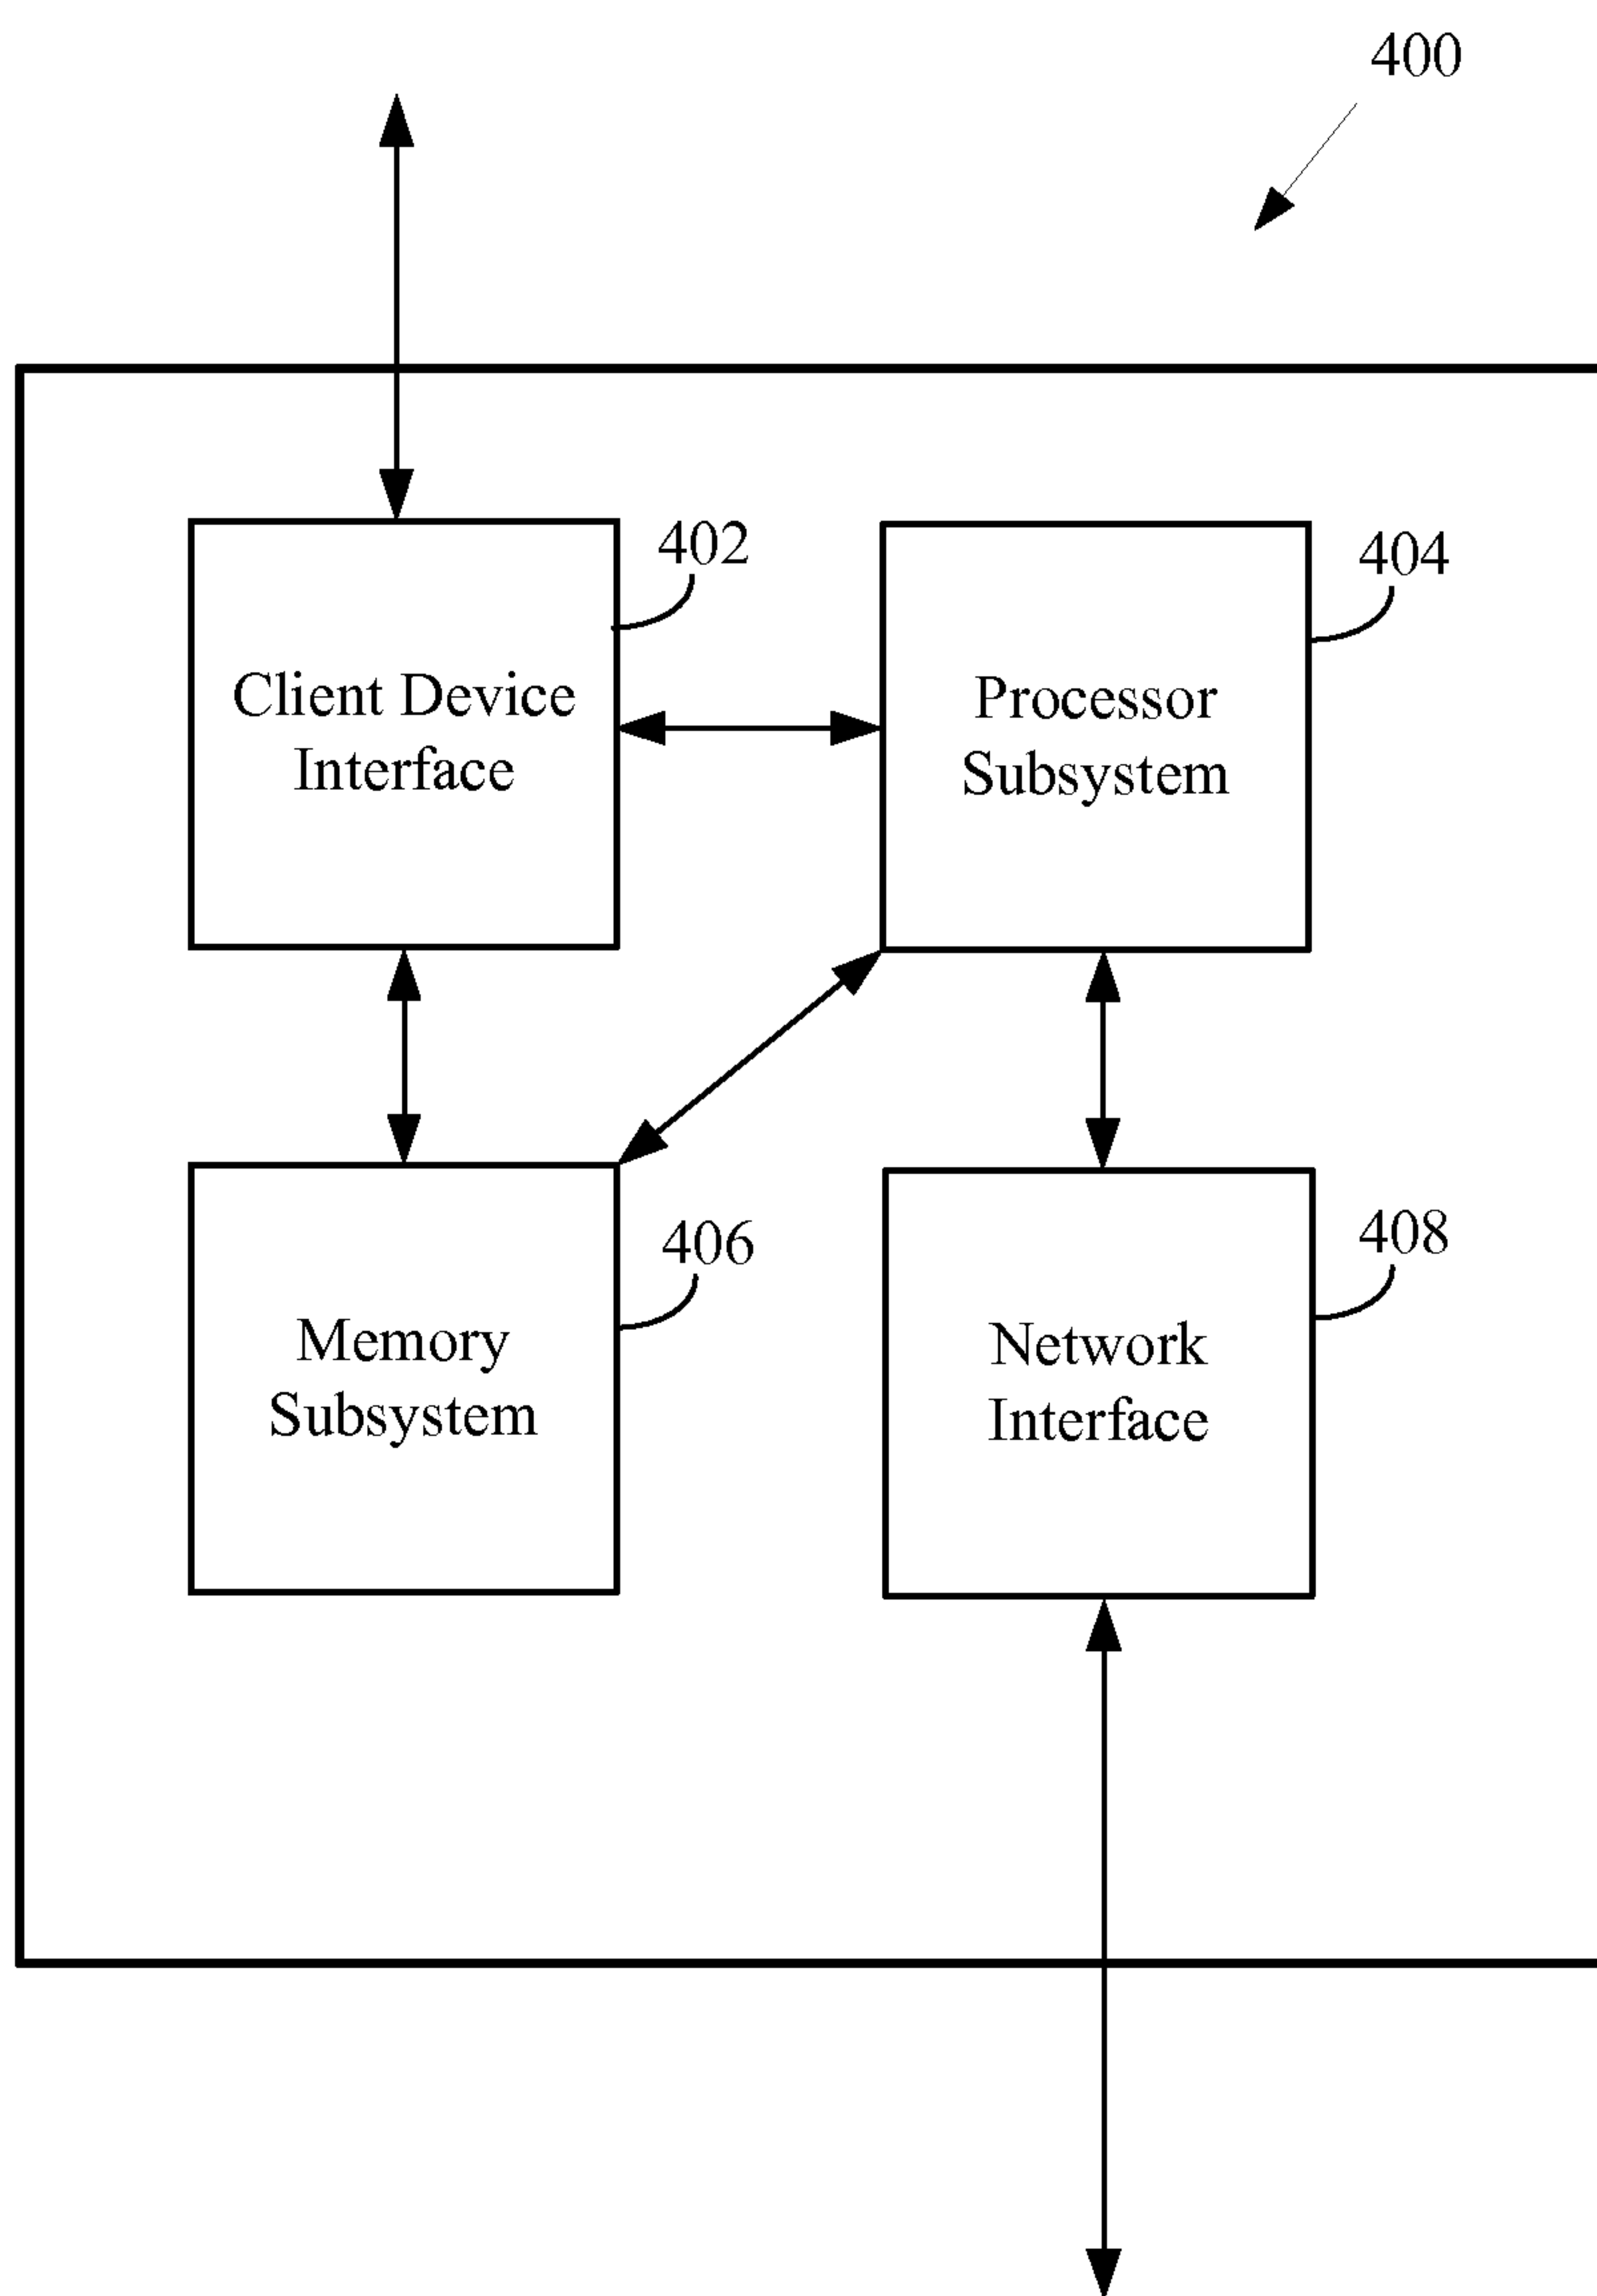 400
402
404
Client Device
Interface
Processor
Subsystem
406
408
Memory
Subsystem
Network
Interface